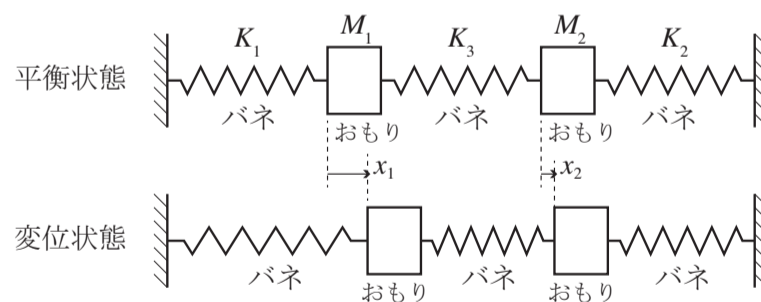 K₁ M₁ K₃ M₂ K₂
平衡状態
バネ おもり バネ おもり バネ
x₁ x₂
変位状態
バネ おもり バネ おもり バネ